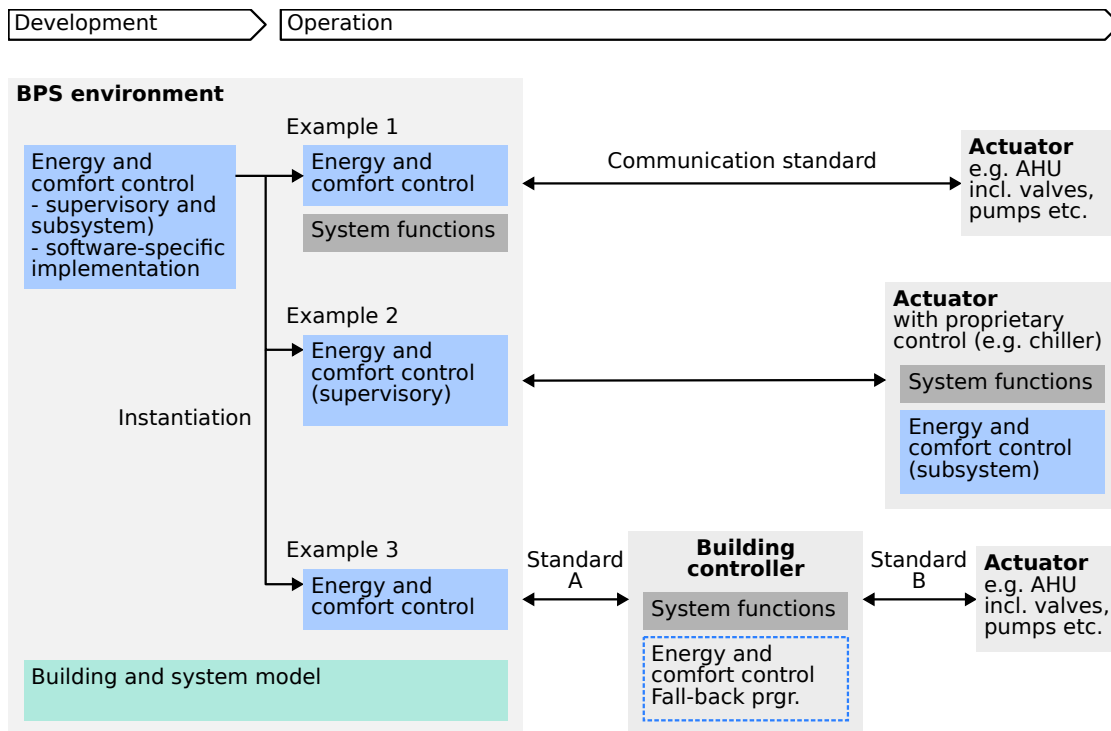 Development
Operation
BPS environment
Energy and
comfort control
- supervisory and
subsystem)
- software-specific
implementation
Example 1
Energy and
comfort control
System functions
Communication standard
Actuator
e.g. AHU
incl. valves,
pumps etc.
Example 2
Energy and
comfort control
(supervisory)
Actuator
with proprietary
control (e.g. chiller)
System functions
Energy and
comfort control
(subsystem)
Instantiation
Example 3
Energy and
comfort control
Standard
A
Building
controller
System functions
Energy and
comfort control
Fall-back prgr.
Standard
B
Actuator
e.g. AHU
incl. valves,
pumps etc.
Building and system model